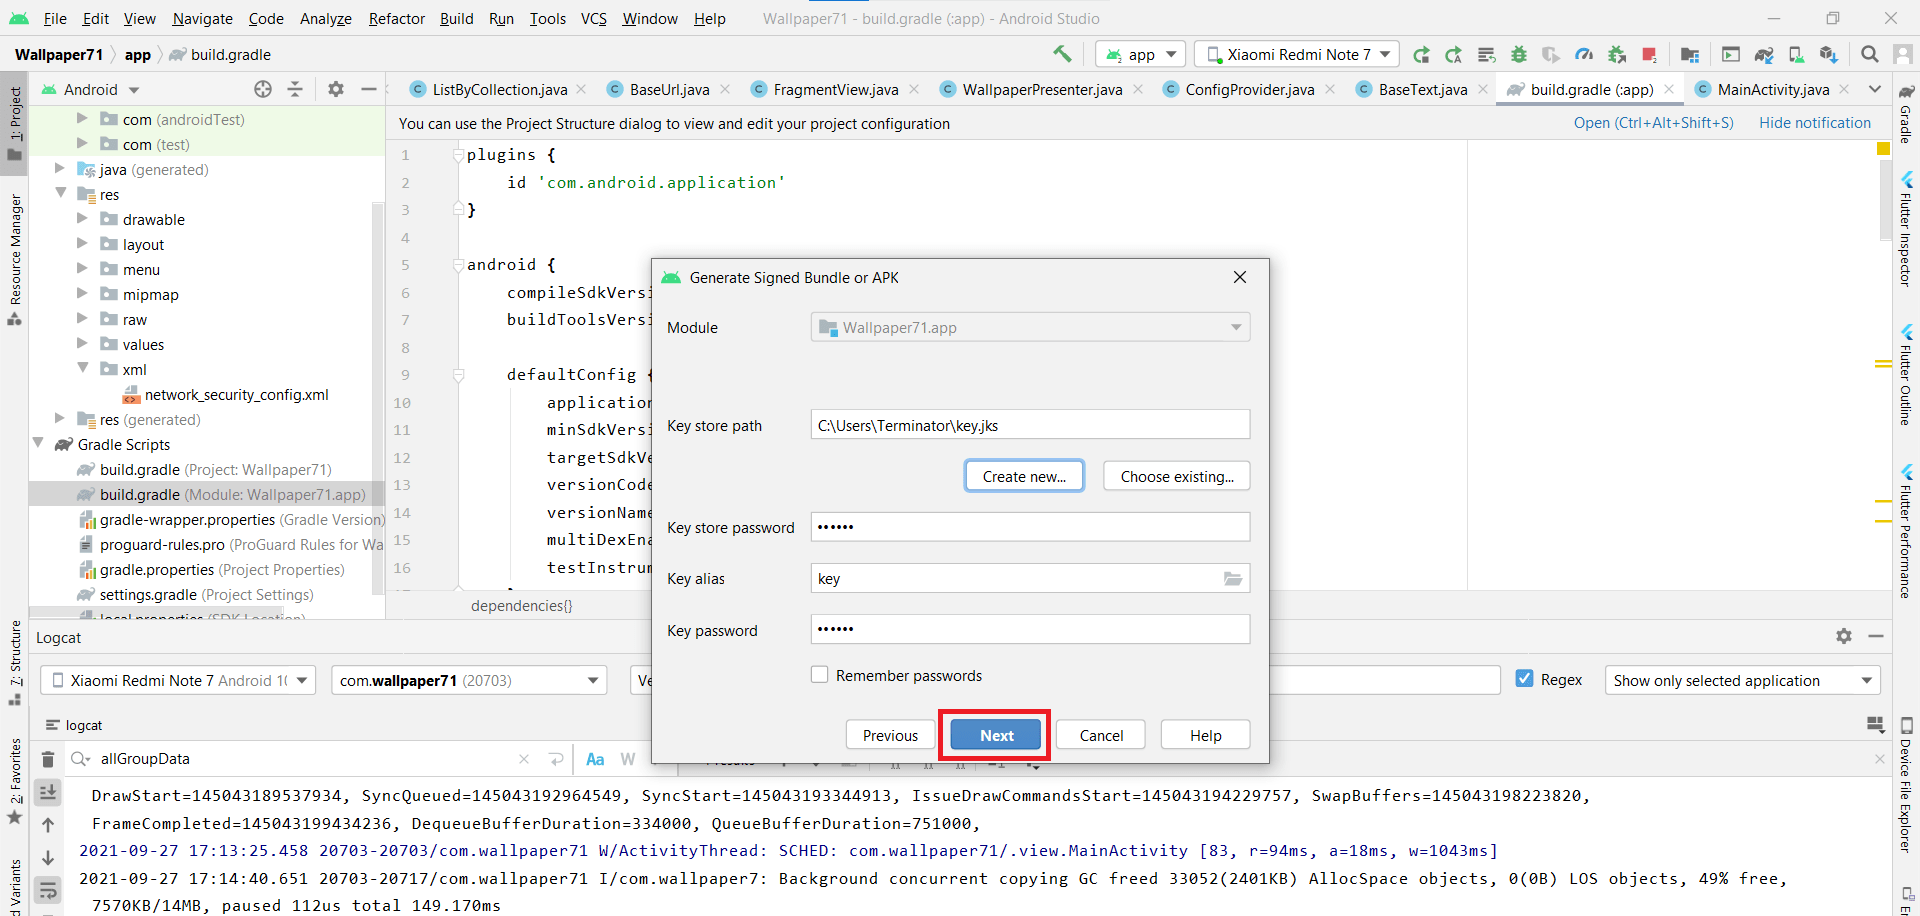 File Edit View Navigate Code Analyze Refactor Build Run Tools VCS Window Help Wallpaper71 - build.gradle (:app) - Android Studio
Wallpaper71 app build.gradle app Xiaomi Redmi Note 7
1: Project
Resource Manager
7: Structure
2: Favorites
Android
com (androidTest)
com (test)
java (generated)
res
drawable
layout
menu
mipmap
raw
values
xml
network_security_config.xml
res (generated)
Gradle Scripts
build.gradle (Project: Wallpaper71)
build.gradle (Module: Wallpaper71.app)
gradle-wrapper.properties (Gradle Version)
proguard-rules.pro (ProGuard Rules for Wa
gradle.properties (Project Properties)
settings.gradle (Project Settings)
local.properties (SDK Location)
ListByCollection.java BaseUrl.java FragmentView.java WallpaperPresenter.java ConfigProvider.java BaseText.java build.gradle (:app) MainActivity.java
You can use the Project Structure dialog to view and edit your project configuration Open (Ctrl+Alt+Shift+S) Hide notification
1 plugins {
2 id 'com.android.application'
3 }
4
5 android {
6 compileSdkVersi
7 buildToolsVersi
8
9 defaultConfig {
10 application
11 minSdkVersi
12 targetSdkVe
13 versionCode
14 versionName
15 multiDexEna
16 testInstrum
dependencies{}
Generate Signed Bundle or APK
Module Wallpaper71.app
Key store path C:\Users\Terminator\key.jks
Create new... Choose existing...
Key store password ••••••
Key alias key
Key password ••••••
Remember passwords
Previous Next Cancel Help
Gradle
Flutter Inspector
Flutter Outline
Flutter Performance
Device File Explorer
Logcat
Xiaomi Redmi Note 7 Android 10 com.wallpaper71 (20703) Ve Regex Show only selected application
logcat
allGroupData Aa W
DrawStart=145043189537934, SyncQueued=145043192964549, SyncStart=145043193344913, IssueDrawCommandsStart=145043194229757, SwapBuffers=145043198223820,
FrameCompleted=145043199434236, DequeueBufferDuration=334000, QueueBufferDuration=751000,
2021-09-27 17:13:25.458 20703-20703/com.wallpaper71 W/ActivityThread: SCHED: com.wallpaper71/.view.MainActivity [83, r=94ms, a=18ms, w=1043ms]
2021-09-27 17:14:40.651 20703-20717/com.wallpaper71 I/com.wallpaper7: Background concurrent copying GC freed 33052(2401KB) AllocSpace objects, 0(0B) LOS objects, 49% free,
7570KB/14MB, paused 112us total 149.170ms
d Variants